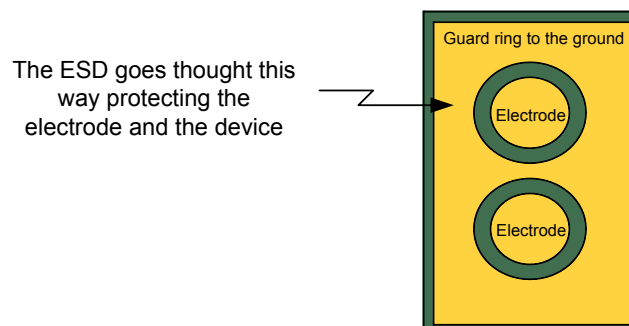 The ESD goes thought this
way protecting the
electrode and the device
Guard ring to the ground
Electrode
Electrode